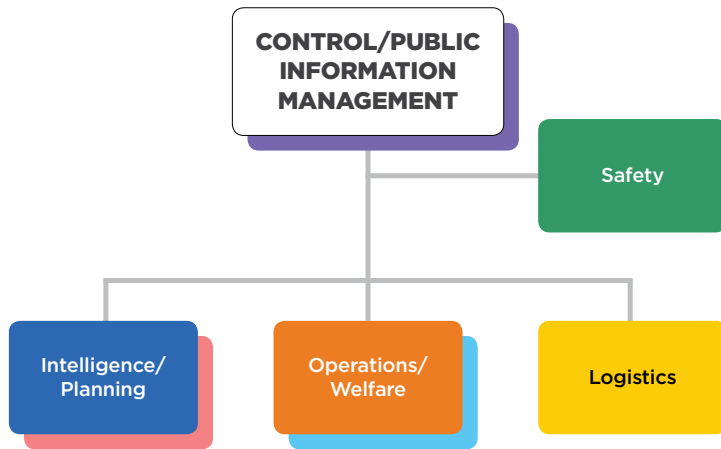 CONTROL/PUBLIC
INFORMATION
MANAGEMENT
Safety
Intelligence/
Planning
Operations/
Welfare
Logistics